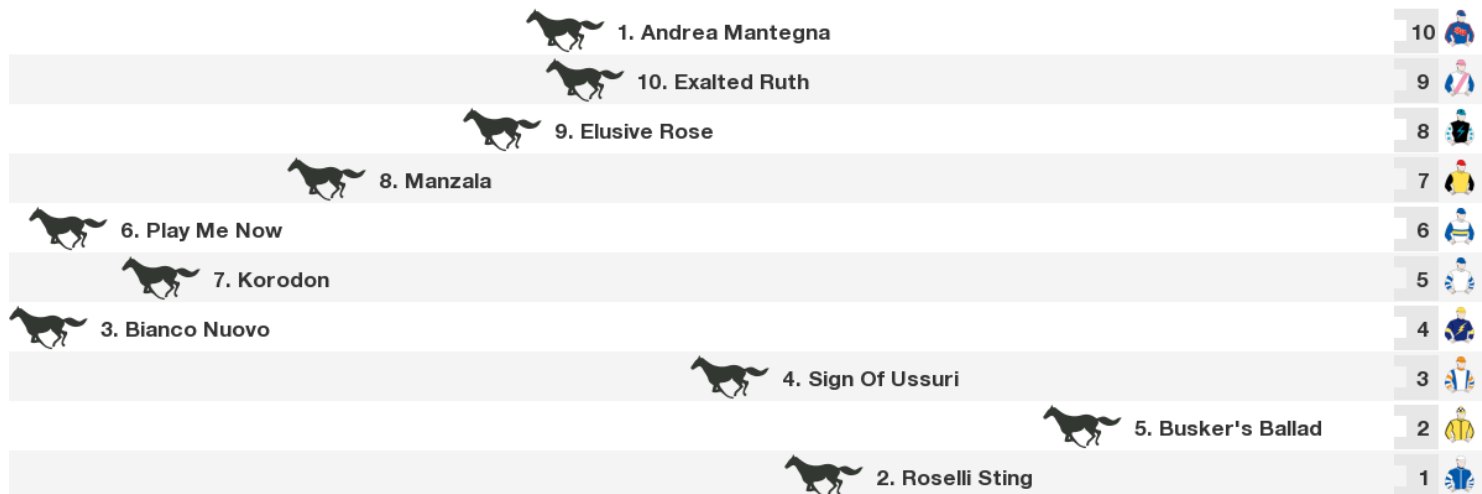 1. Andrea Mantegna 10
10. Exalted Ruth 9
9. Elusive Rose 8
8. Manzala 7
6. Play Me Now 6
7. Korodon 5
3. Bianco Nuovo 4
4. Sign Of Ussuri 3
5. Busker's Ballad 2
2. Roselli Sting 1